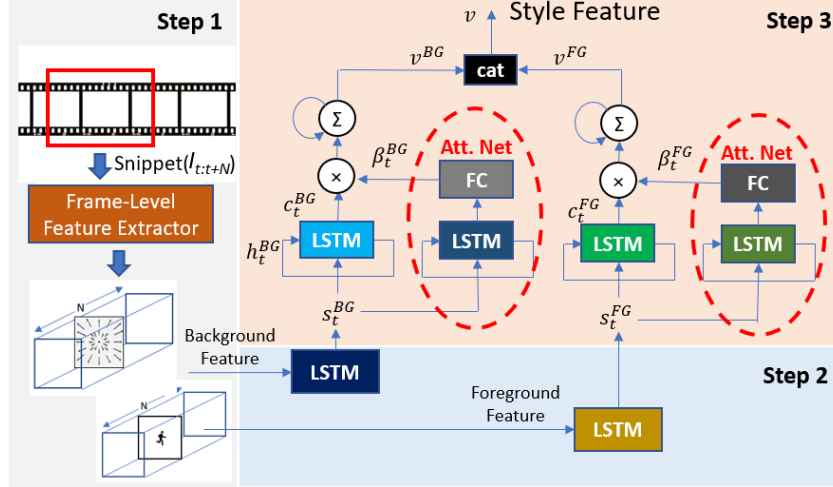 Step 1
Snippet(I_{t:t+N})
Frame-Level
Feature Extractor
N
N
Style Feature
Step 3
v
v^{BG}
cat
v^{FG}
Σ
Σ
β_t^{BG}
Att. Net
β_t^{FG}
Att. Net
×
FC
×
FC
c_t^{BG}
c_t^{FG}
h_t^{BG}
LSTM
LSTM
LSTM
LSTM
s_t^{BG}
s_t^{FG}
Background
Feature
LSTM
Step 2
Foreground
Feature
LSTM